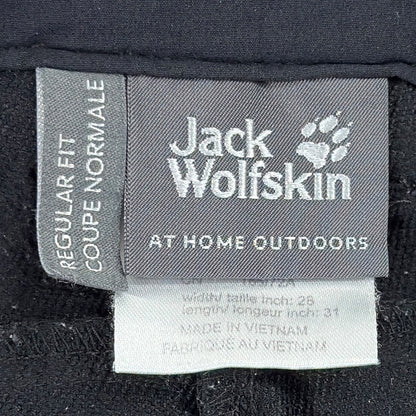 REGULAR FIT
COUPE NORMALE
Jack
Wolfskin
AT HOME OUTDOORS
width/ taille inch: 28
length/ longeur inch: 31
MADE IN VIETNAM
FABRIQUE AU VIETNAM